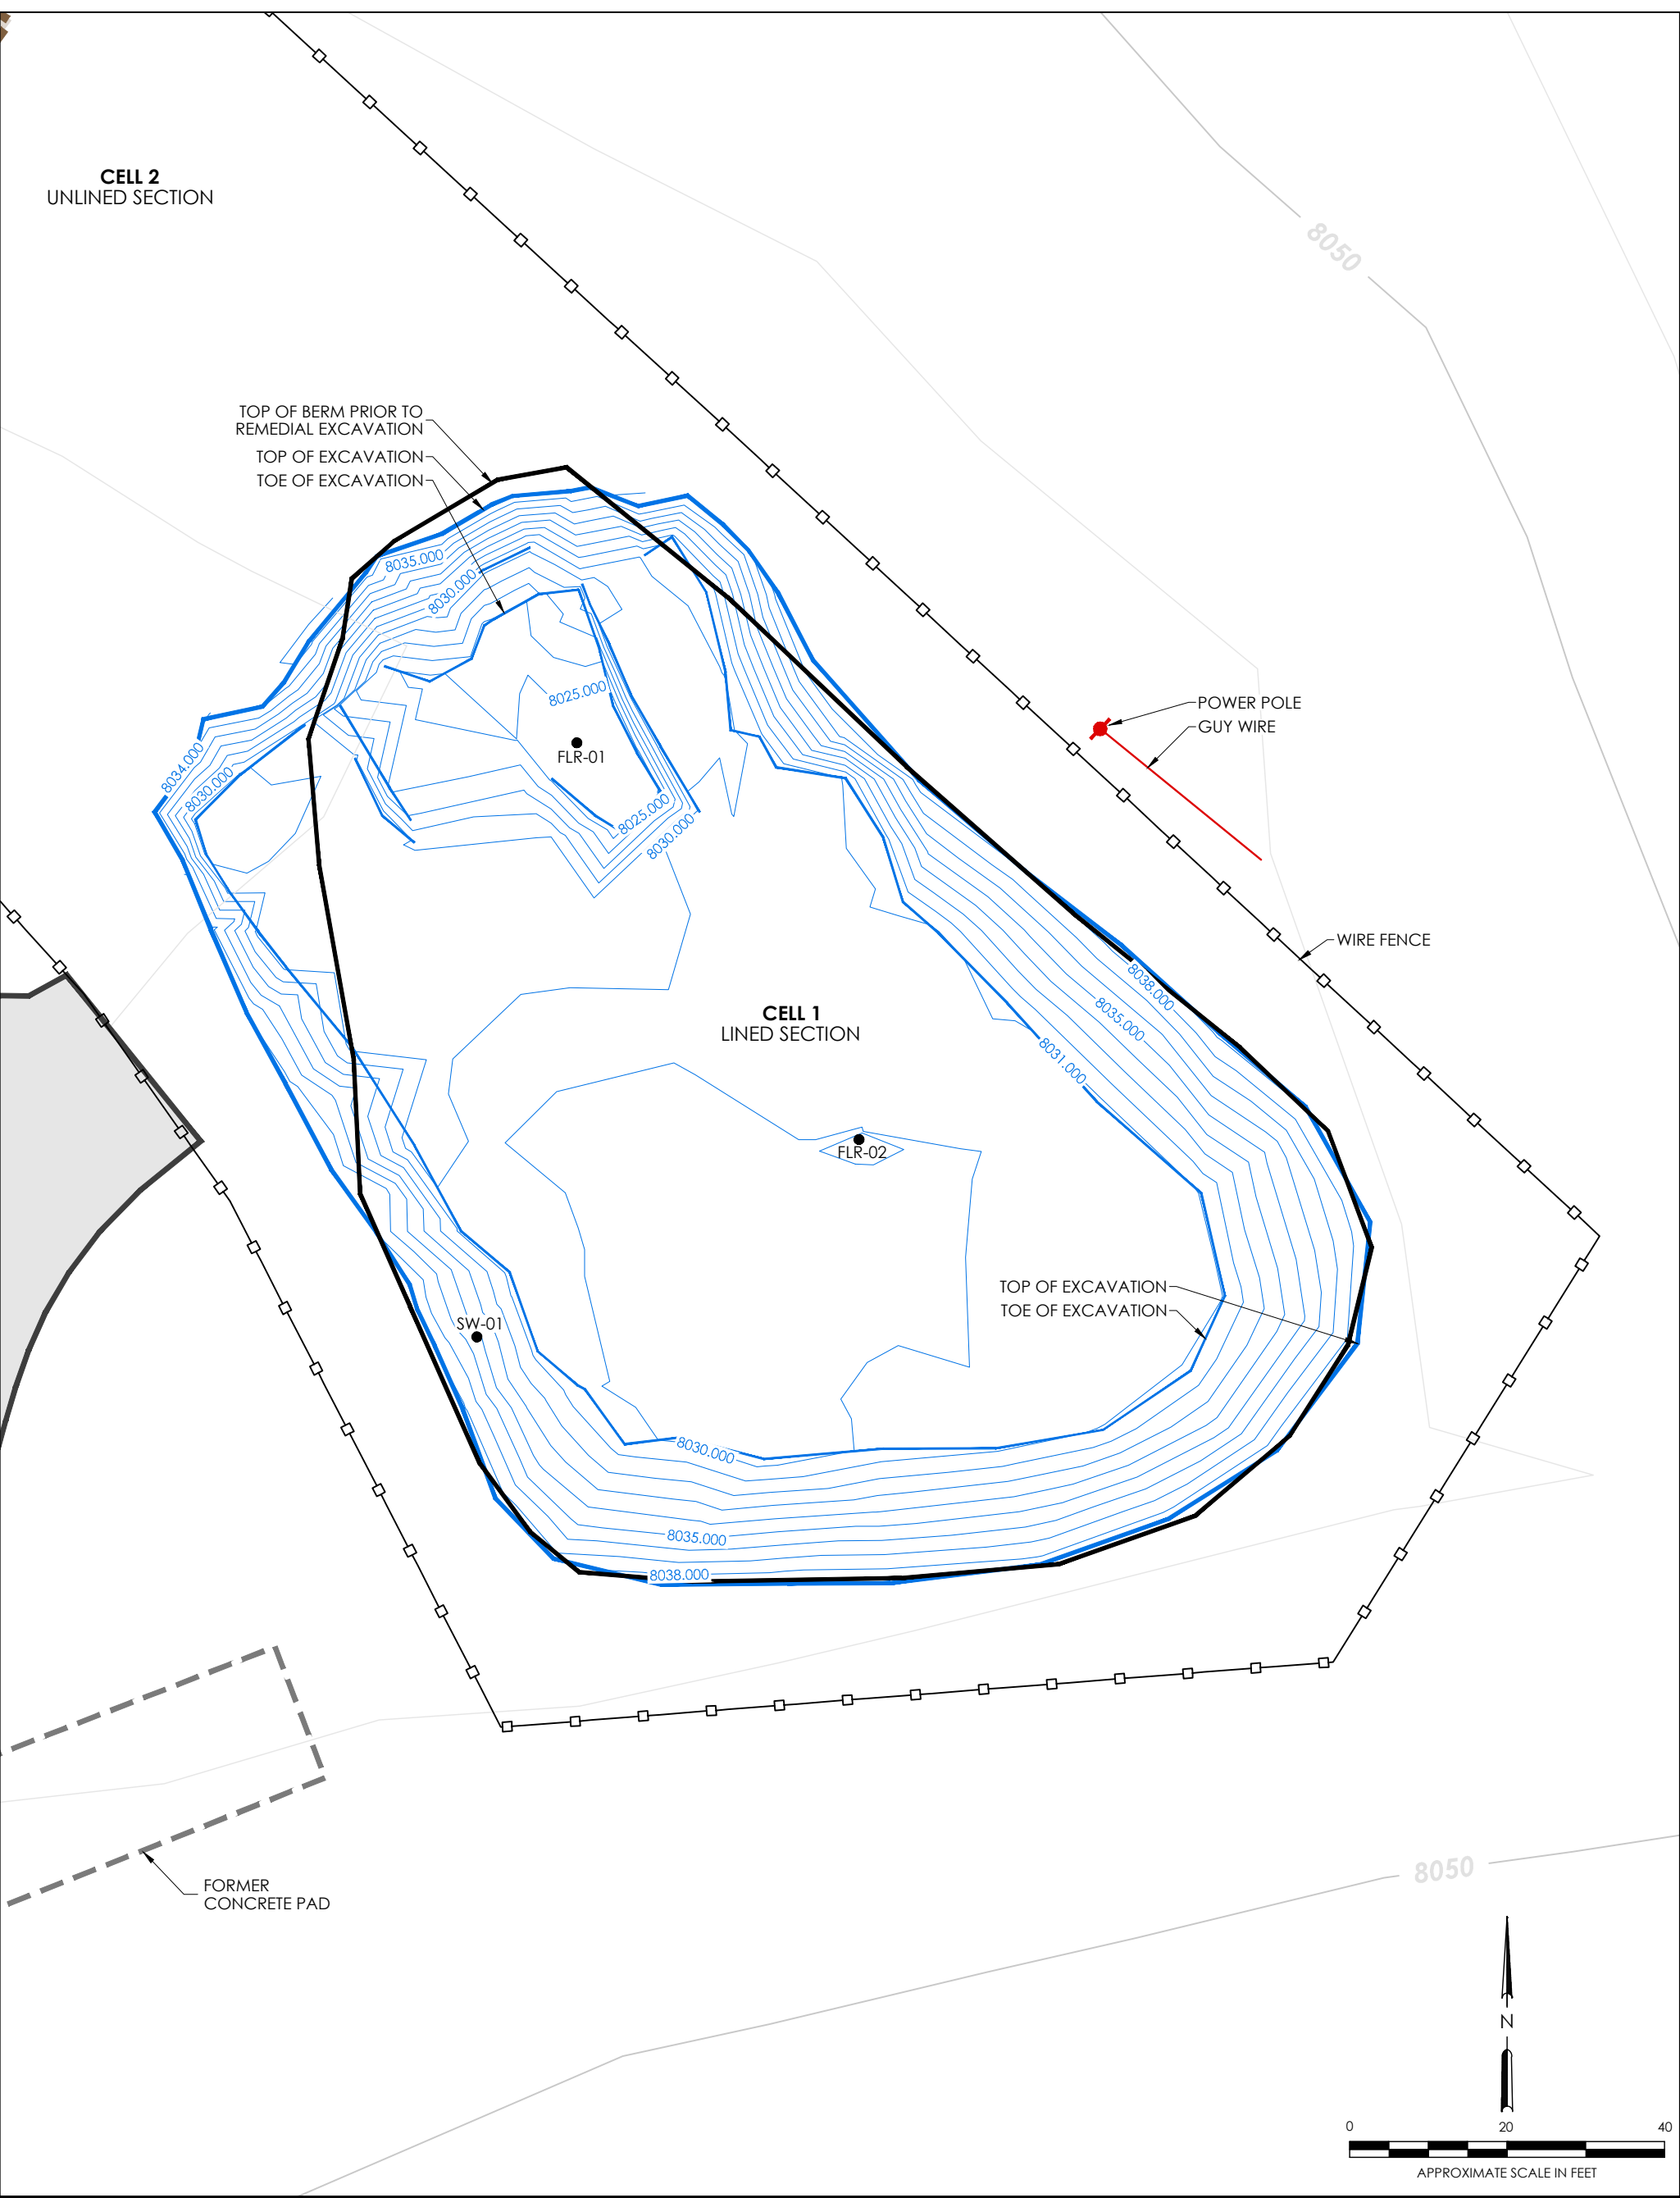 CELL 2
UNLINED SECTION
8050
TOP OF BERM PRIOR TO
REMEDIAL EXCAVATION
TOP OF EXCAVATION
TOE OF EXCAVATION
8035.000
8030.000
8025.000
POWER POLE
GUY WIRE
FLR-01
8034.000
8030.000
8025.000
8030.000
WIRE FENCE
8038.000
8035.000
CELL 1
LINED SECTION
8031.000
FLR-02
TOP OF EXCAVATION
TOE OF EXCAVATION
SW-01
8030.000
8035.000
8038.000
8050
FORMER
CONCRETE PAD
N
0 20 40
APPROXIMATE SCALE IN FEET